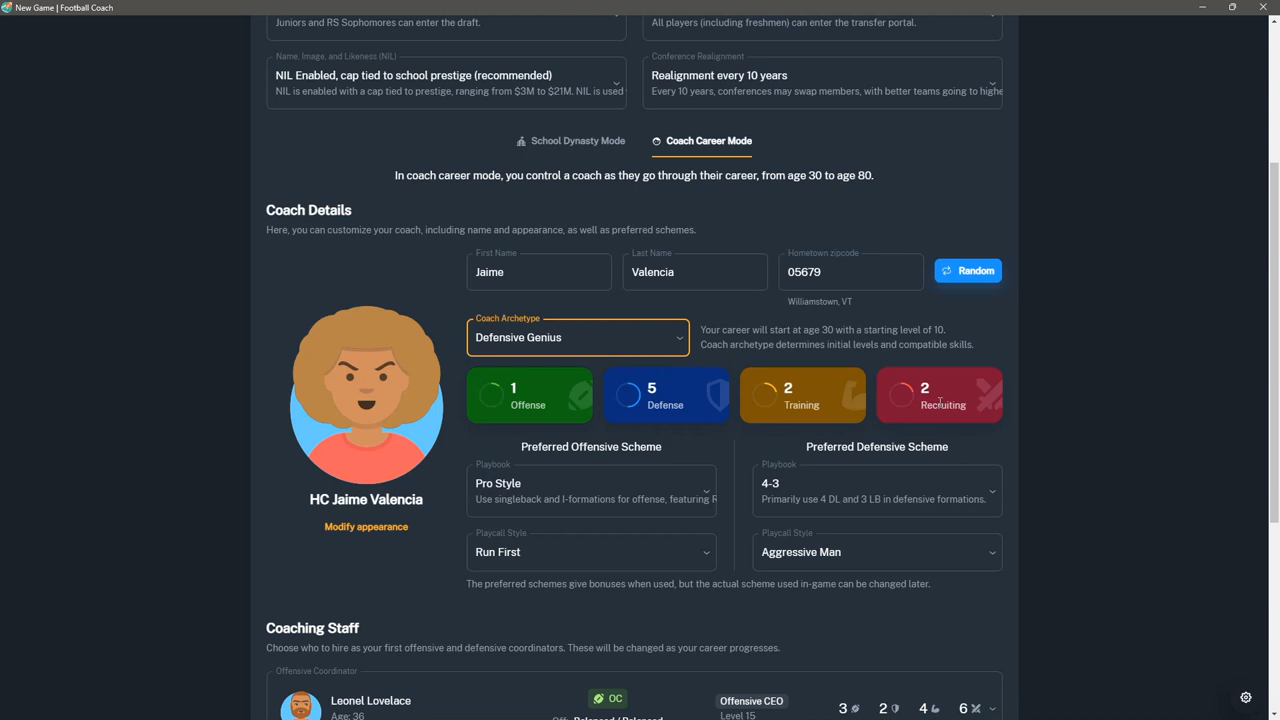 New Game | Football Coach
Juniors and RS Sophomores can enter the draft.
All players (including freshmen) can enter the transfer portal.
Name, Image, and Likeness (NIL)
NIL Enabled, cap tied to school prestige (recommended)
NIL is enabled with a cap tied to prestige, ranging from $3M to $21M. NIL is used
Conference Realignment
Realignment every 10 years
Every 10 years, conferences may swap members, with better teams going to highe
School Dynasty Mode
Coach Career Mode
In coach career mode, you control a coach as they go through their career, from age 30 to age 80.
Coach Details
Here, you can customize your coach, including name and appearance, as well as preferred schemes.
First Name
Jaime
Last Name
Valencia
Hometown zipcode
05679
Random
Williamstown, VT
Coach Archetype
Defensive Genius
Your career will start at age 30 with a starting level of 10.
Coach archetype determines initial levels and compatible skills.
1
Offense
5
Defense
2
Training
2
Recruiting
HC Jaime Valencia
Modify appearance
Preferred Offensive Scheme
Playbook
Pro Style
Use singleback and I-formations for offense, featuring R
Playcall Style
Run First
Preferred Defensive Scheme
Playbook
4-3
Primarily use 4 DL and 3 LB in defensive formations.
Playcall Style
Aggressive Man
The preferred schemes give bonuses when used, but the actual scheme used in-game can be changed later.
Coaching Staff
Choose who to hire as your first offensive and defensive coordinators. These will be changed as your career progresses.
Offensive Coordinator
Leonel Lovelace
Age: 36
OC
Off: Balanced / Balanced
Offensive CEO
Level 15
3 2 4 6